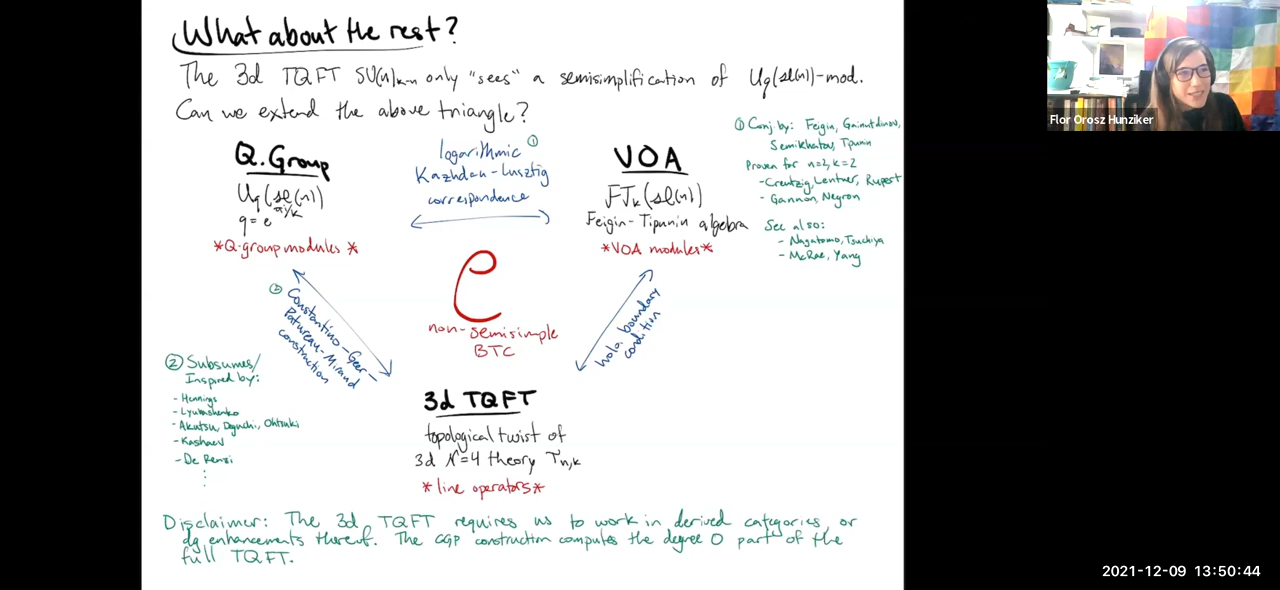 What about the rest?
The 3d TQFT SU(n)k-n only "sees" a semisimplification of Uq(sl(n))-mod.
Can we extend the above triangle?
Q. Group
Uq(sl(n))
q = e^πi/k
*Q-group modules*
logarithmic ①
Kazhdan-Lusztig
correspondence
VOA
FTk(sl(n))
Feigin-Tipunin algebra
*VOA modules*
① Conj by: Feigin, Gainutdinov,
Semikhatov, Tipunin
Proven for n=2, k=2
- Creutzig, Lentner, Rupert
- Gannon, Negron
See also:
- Nagatomo, Tsuchiya
- McRae, Yang
C
non-semisimple
BTC
②
Constantino-Geer-
Patureau-Mirand
construction
holo. boundary
condition
② Subsumes/
Inspired by:
- Hennings
- Lyubashenko
- Akutsu, Deguchi, Ohtsuki
- Kashaev
- De Renzi
⋮
3d TQFT
topological twist of
3d N=4 theory Tn,k
*line operators*
Disclaimer: The 3d TQFT requires us to work in derived categories, or
dg enhancements thereof. The CGP construction computes the degree 0 part of the
full TQFT.
Flor Orosz Hunziker
2021-12-09 13:50:44